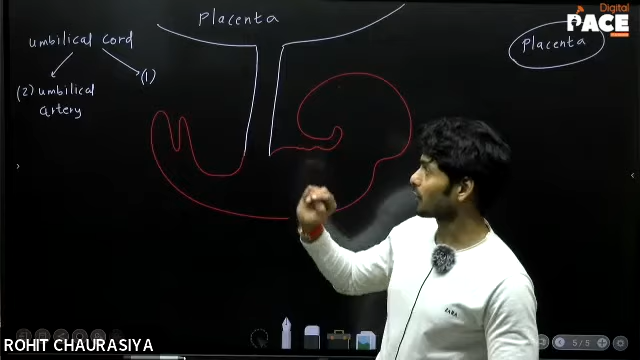 Placenta
umbilical cord
(2) umbilical
artery
(1)
Digital
PACE
Placenta
ZARA
5/5
ROHIT CHAURASIYA